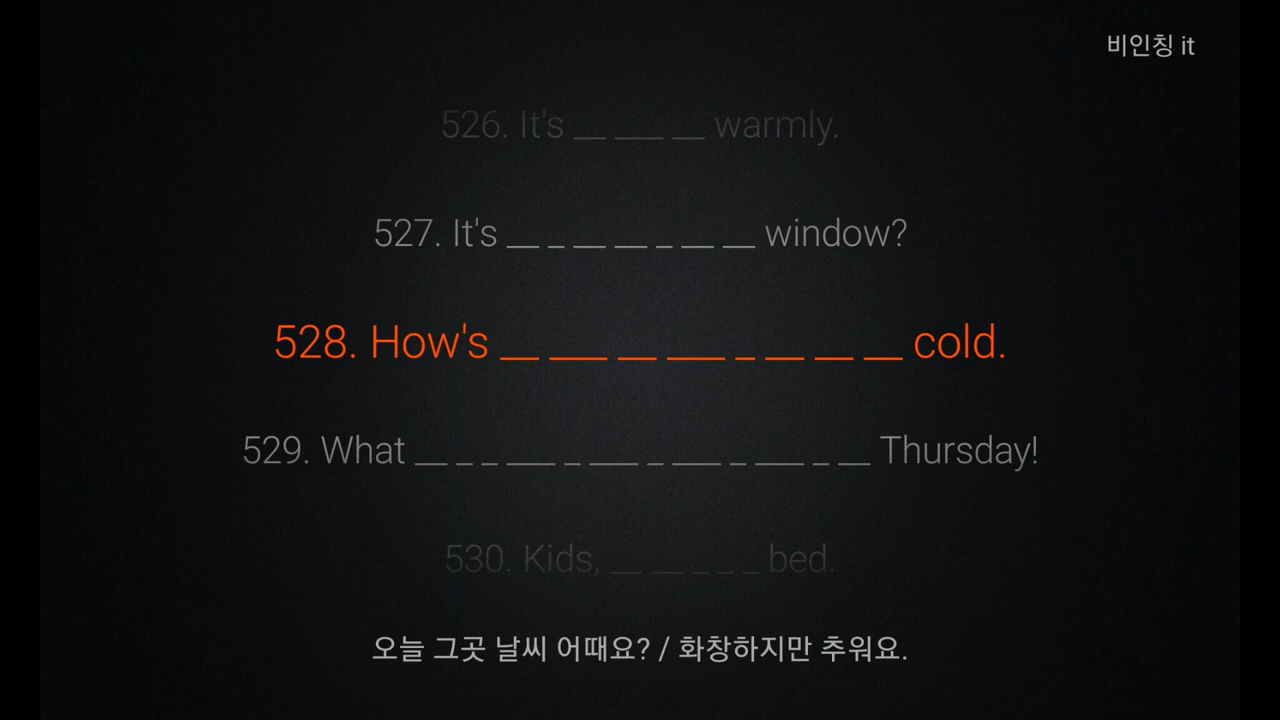 비인칭 it
526. It's __ ___ __ warmly.
527. It's __ _ __ __ _ __ __ window?
528. How's __ ___ __ ___ _ __ __ __ cold.
529. What __ _ _ ___ _ ___ _ ___ _ ___ _ __ Thursday!
530. Kids, __ __ _ _ _ bed.
오늘 그곳 날씨 어때요? / 화창하지만 추워요.